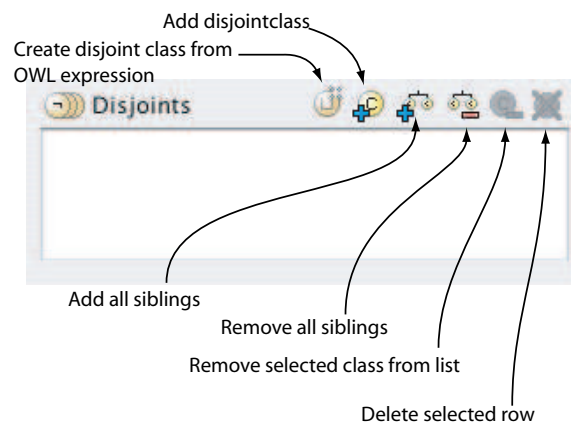 Add disjointclass
Create disjoint class from
OWL expression
Disjoints
Add all siblings
Remove all siblings
Remove selected class from list
Delete selected row